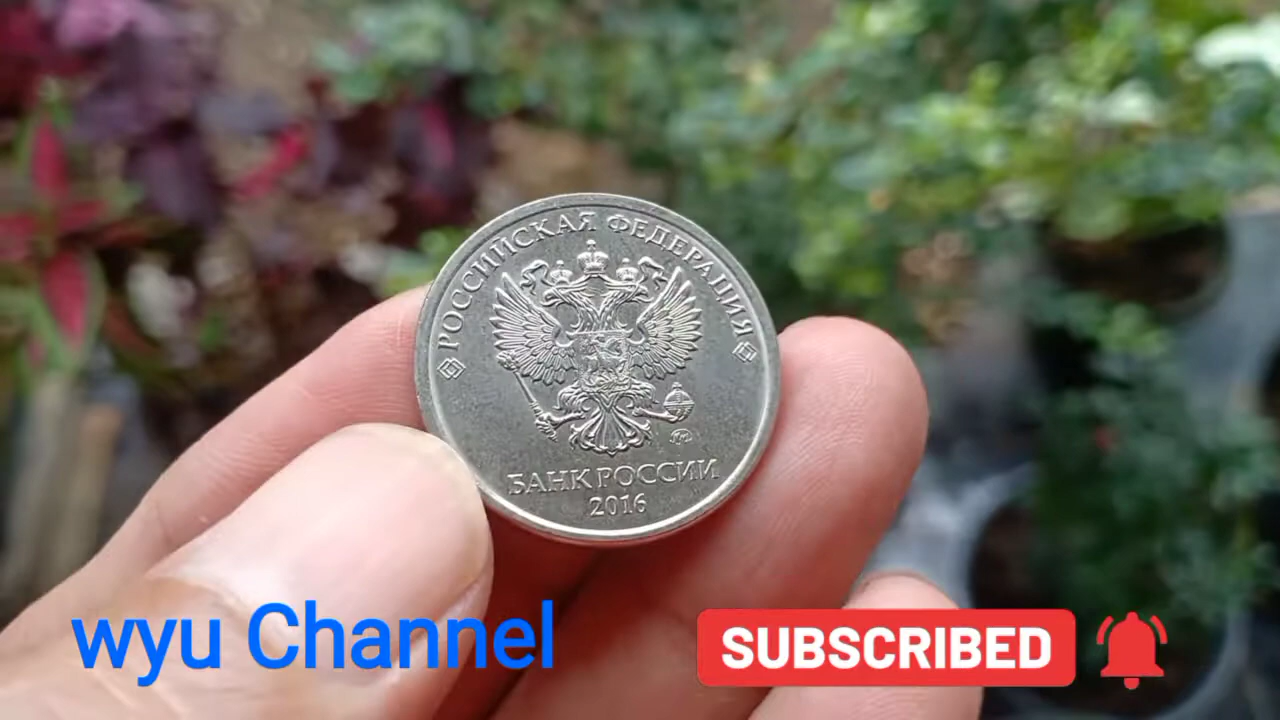 РОССИЙСКАЯ ФЕДЕРАЦИЯ
БАНК РОССИИ
2016
wyu Channel
SUBSCRIBED